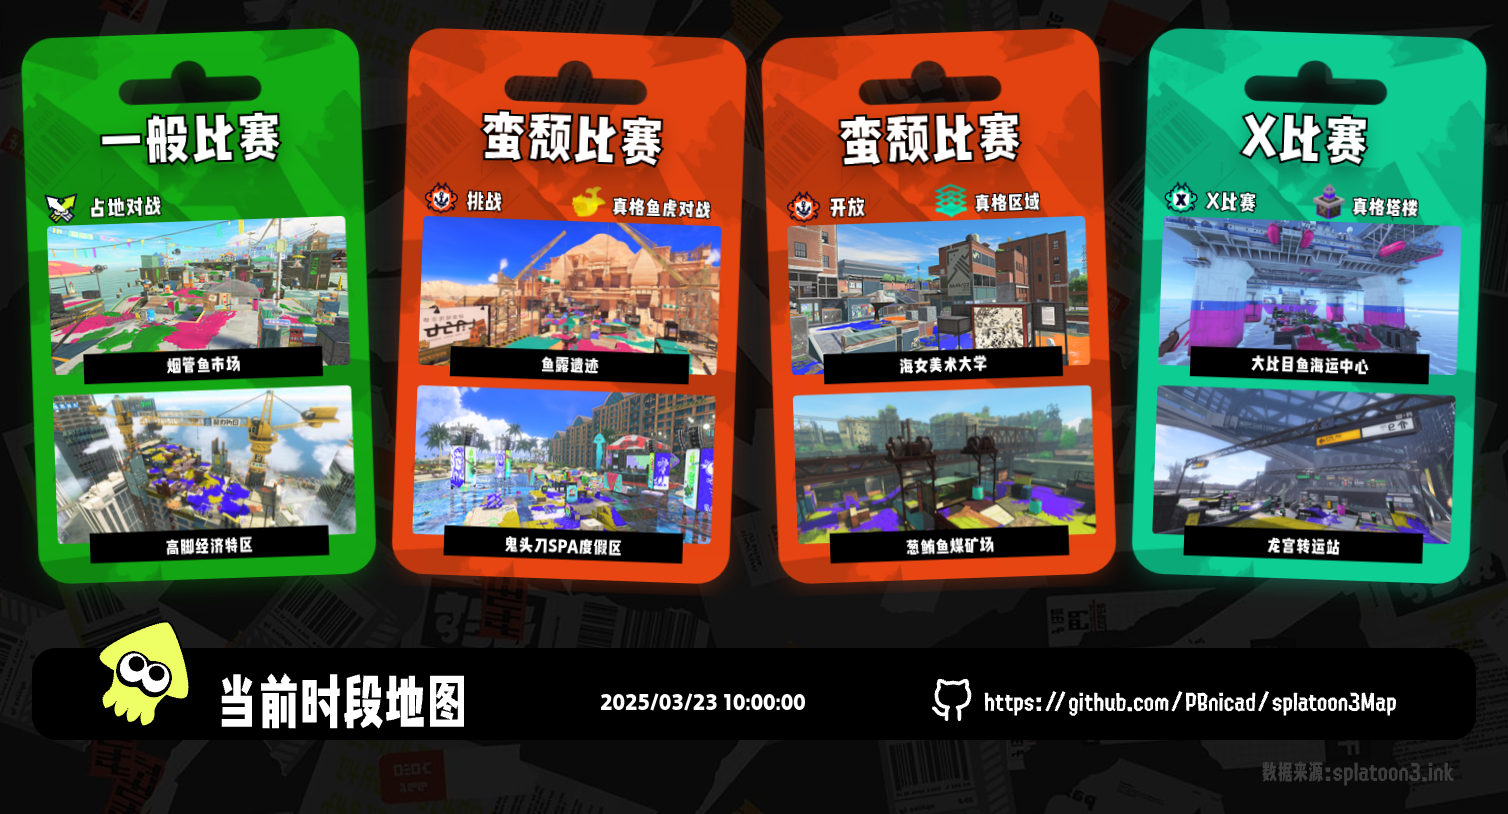 一般比赛
占地对战
烟管鱼市场
高脚经济特区
蛮颓比赛
挑战
真格鱼虎对战
鱼露遗迹
鬼头刀SPA度假区
蛮颓比赛
开放
真格区域
海女美术大学
葱鲔鱼煤矿场
X比赛
X比赛
真格塔楼
大比目鱼海运中心
龙宫转运站
当前时段地图
2025/03/23 10:00:00
https://github.com/PBnicad/splatoon3Map
数据来源:splatoon3.ink